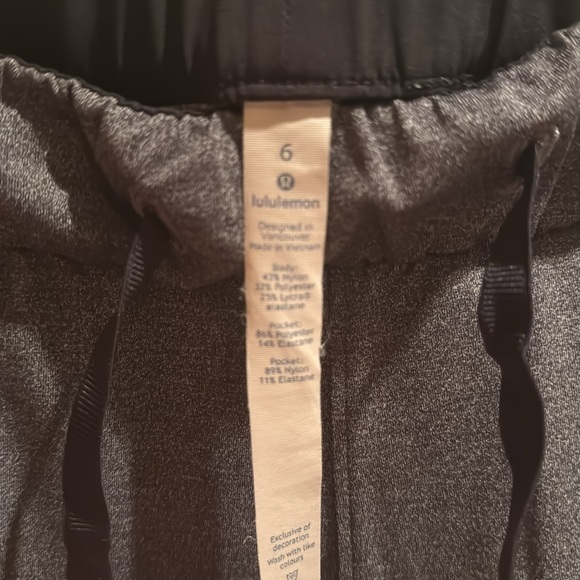 6
lululemon
Designed in
Vancouver
Made in Vietnam
Body:
43% Nylon
32% Polyester
25% Lycra®
elastane
Pocket:
86% Polyester
14% Elastane
Pocket:
89% Nylon
11% Elastane
Exclusive of
decoration
Wash with like
colours